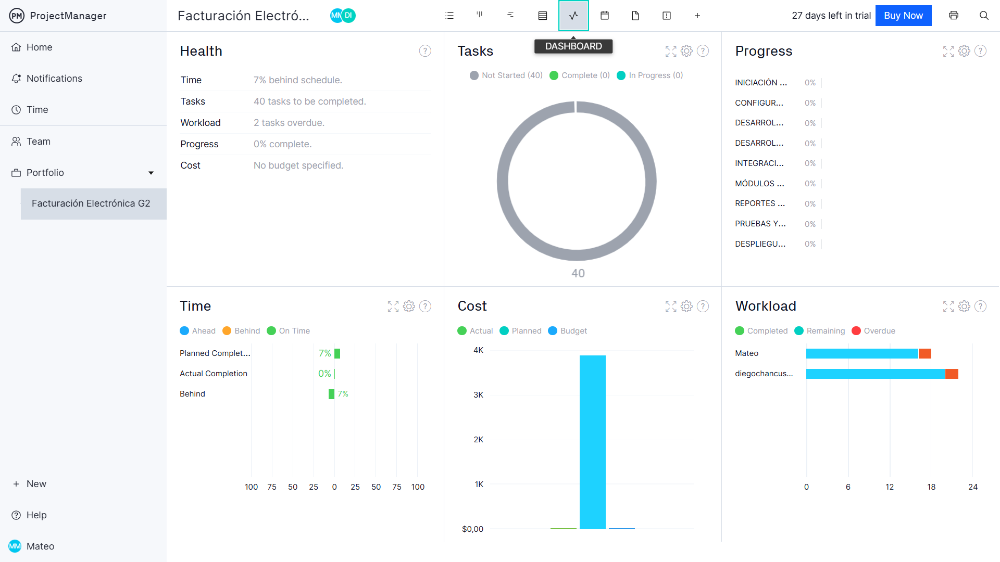 PM ProjectManager
Facturación Electró...
MM DI
27 days left in trial
Buy Now
DASHBOARD
Home
Notifications
Time
Team
Portfolio
Facturación Electrónica G2
New
Help
MM Mateo
Health
?
Time 7% behind schedule.
Tasks 40 tasks to be completed.
Workload 2 tasks overdue.
Progress 0% complete.
Cost No budget specified.
Tasks
?
Not Started (40) Complete (0) In Progress (0)
40
Progress
?
INICIACIÓN ... 0%
CONFIGUR... 0%
DESARROL... 0%
DESARROL... 0%
INTEGRACI... 0%
MÓDULOS ... 0%
REPORTES ... 0%
PRUEBAS Y... 0%
DESPLIEGU... 0%
Time
?
Ahead Behind On Time
Planned Complet... 7%
Actual Completion 0%
Behind 7%
100 75 50 25 0 25 50 75 100
Cost
?
Actual Planned Budget
4K
3K
2K
1K
$0,00
Workload
?
Completed Remaining Overdue
Mateo
diegochancus...
0 6 12 18 24